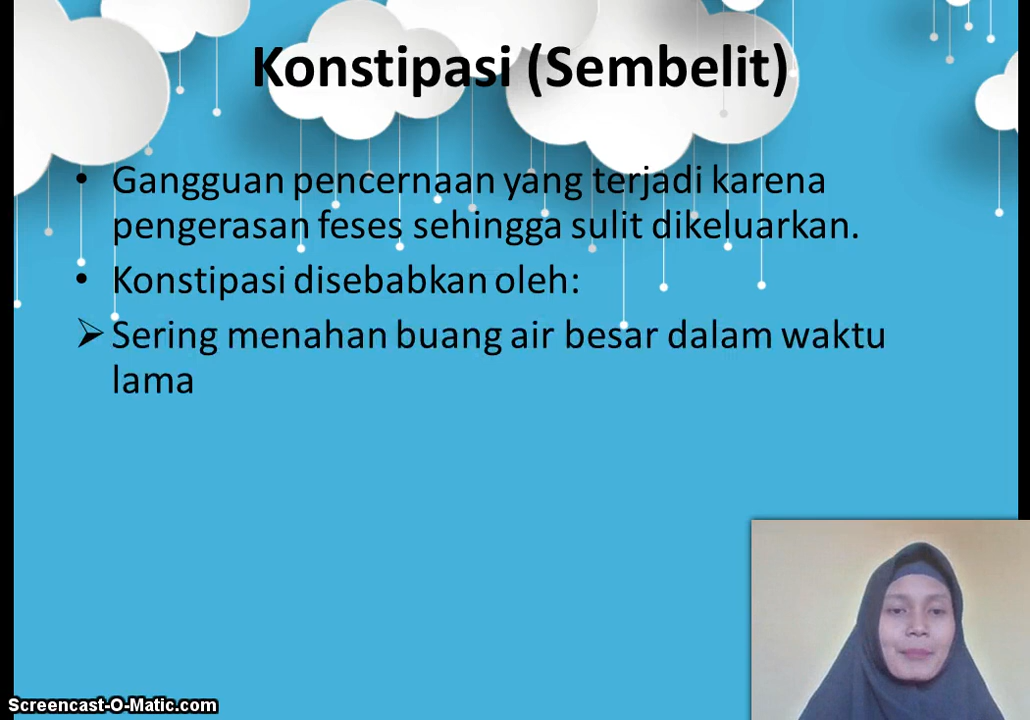 Konstipasi (Sembelit)
• Gangguan pencernaan yang terjadi karena
pengerasan feses sehingga sulit dikeluarkan.
• Konstipasi disebabkan oleh:
➢ Sering menahan buang air besar dalam waktu
lama
Screencast-O-Matic.com